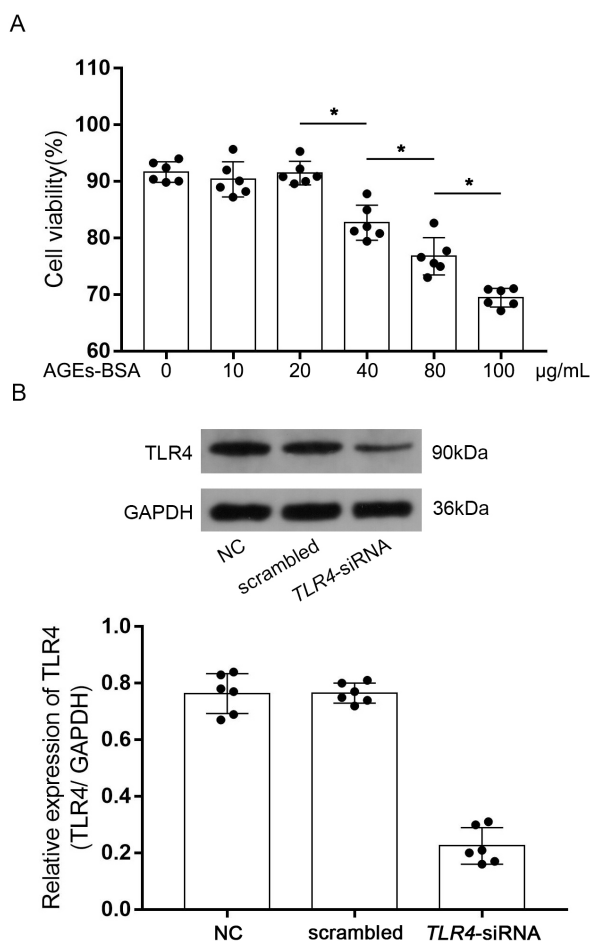 A
Cell viability(%)
110
100
90
80
70
60
*
*
*
AGEs-BSA 0 10 20 40 80 100 μg/mL
B
TLR4 90kDa
GAPDH 36kDa
NC
scrambled
TLR4-siRNA
Relative expression of TLR4
(TLR4/ GAPDH)
1.0
0.8
0.6
0.4
0.2
0.0
NC scrambled TLR4-siRNA